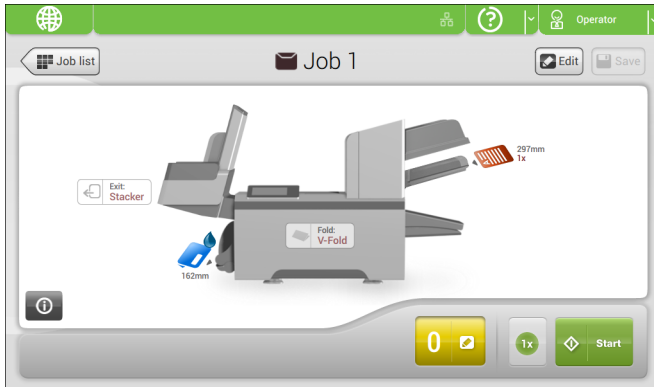 Operator
Job list
Job 1
Edit
Save
297mm
1x
Exit:
Stacker
Fold:
V-Fold
162mm
0
1x
Start